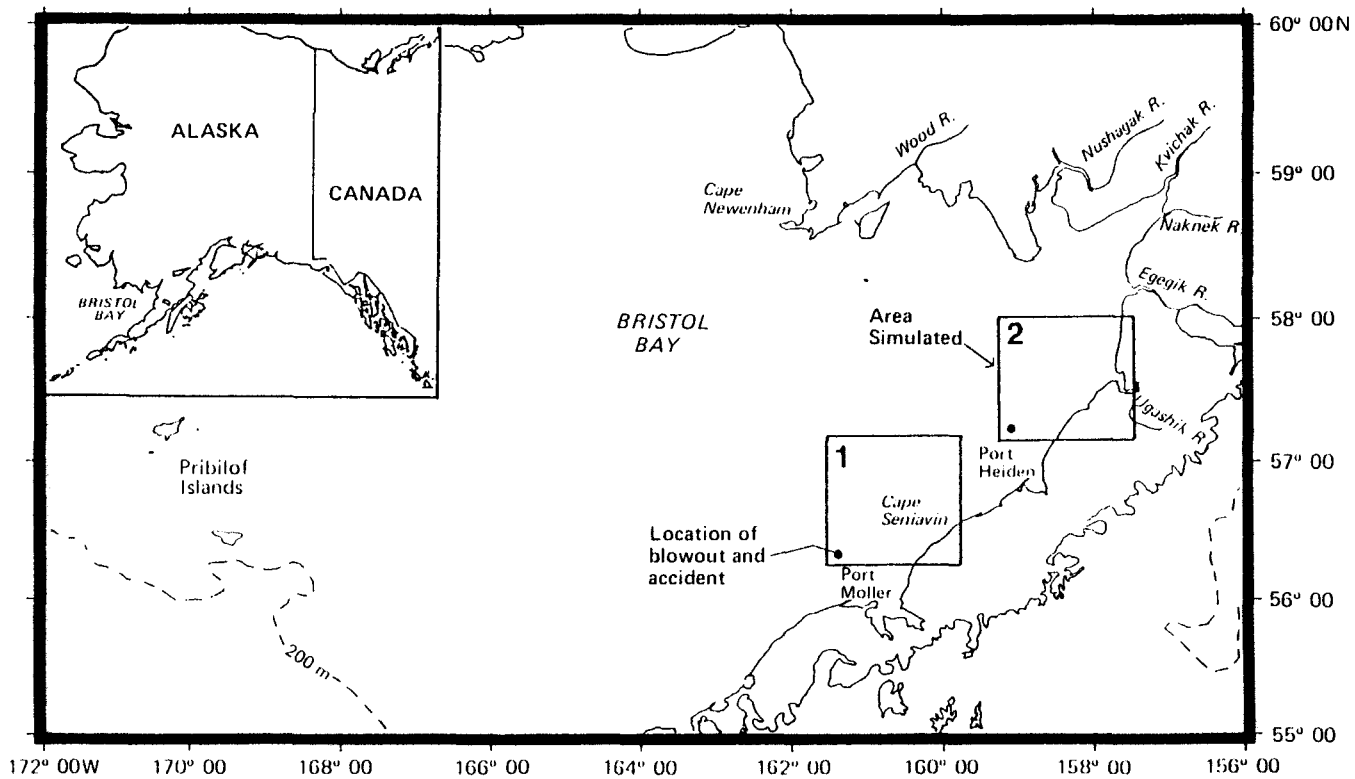 60° 00N
ALASKA
CANADA
BRISTOL
BAY
Wood R.
Nushagak R.
Kvichak R.
59° 00
Cape
Newenham
Naknek R.
Egegik R.
BRISTOL
BAY
Area
Simulated
2
58° 00
Ugashik R.
Pribilof
Islands
1
Port
Heiden
57° 00
Cape
Seniavin
Location of
blowout and
accident
Port
Moller
56° 00
200 m
55° 00
172° 00W
170° 00
168° 00
166° 00
164° 00
162° 00
160° 00
158° 00
156° 00